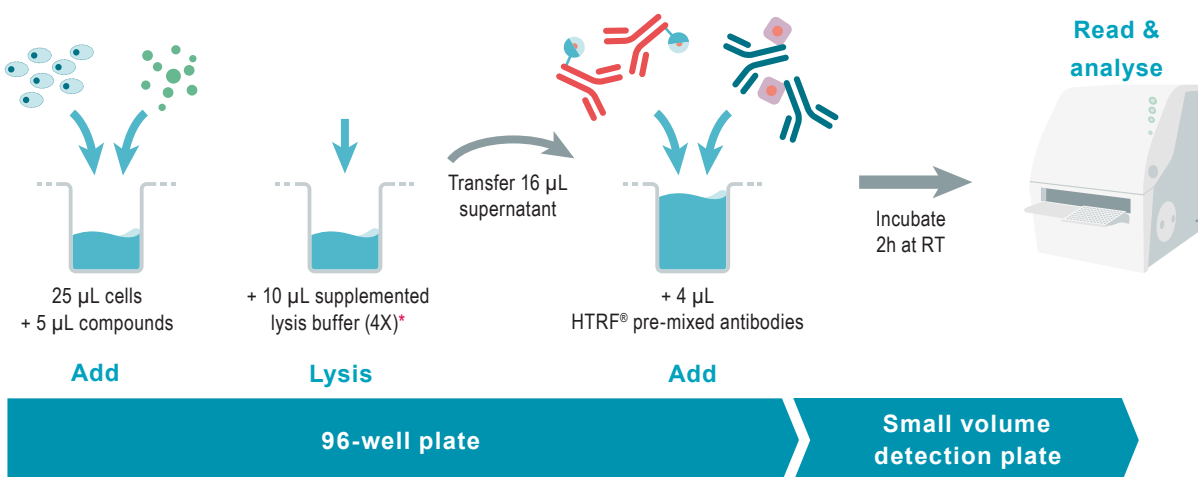 25 µL cells
+ 5 µL compounds
Add
+ 10 µL supplemented
lysis buffer (4X)*
Lysis
Transfer 16 µL
supernatant
+ 4 µL
HTRF® pre-mixed antibodies
Add
Incubate
2h at RT
Read &
analyse
96-well plate
Small volume
detection plate